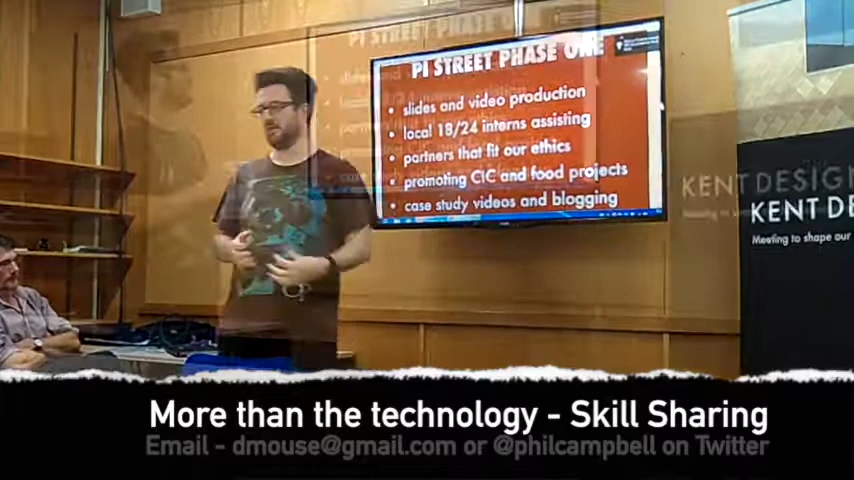 PI STREET PHASE ONE
• slides and video production
• local 18/24 interns assisting
• partners that fit our ethics
• promoting CIC and food projects
• case study videos and blogging
KENT DESIGN
KENT DE
Meeting to shape our
More than the technology - Skill Sharing
Email - dmouse@gmail.com or @philcampbell on Twitter